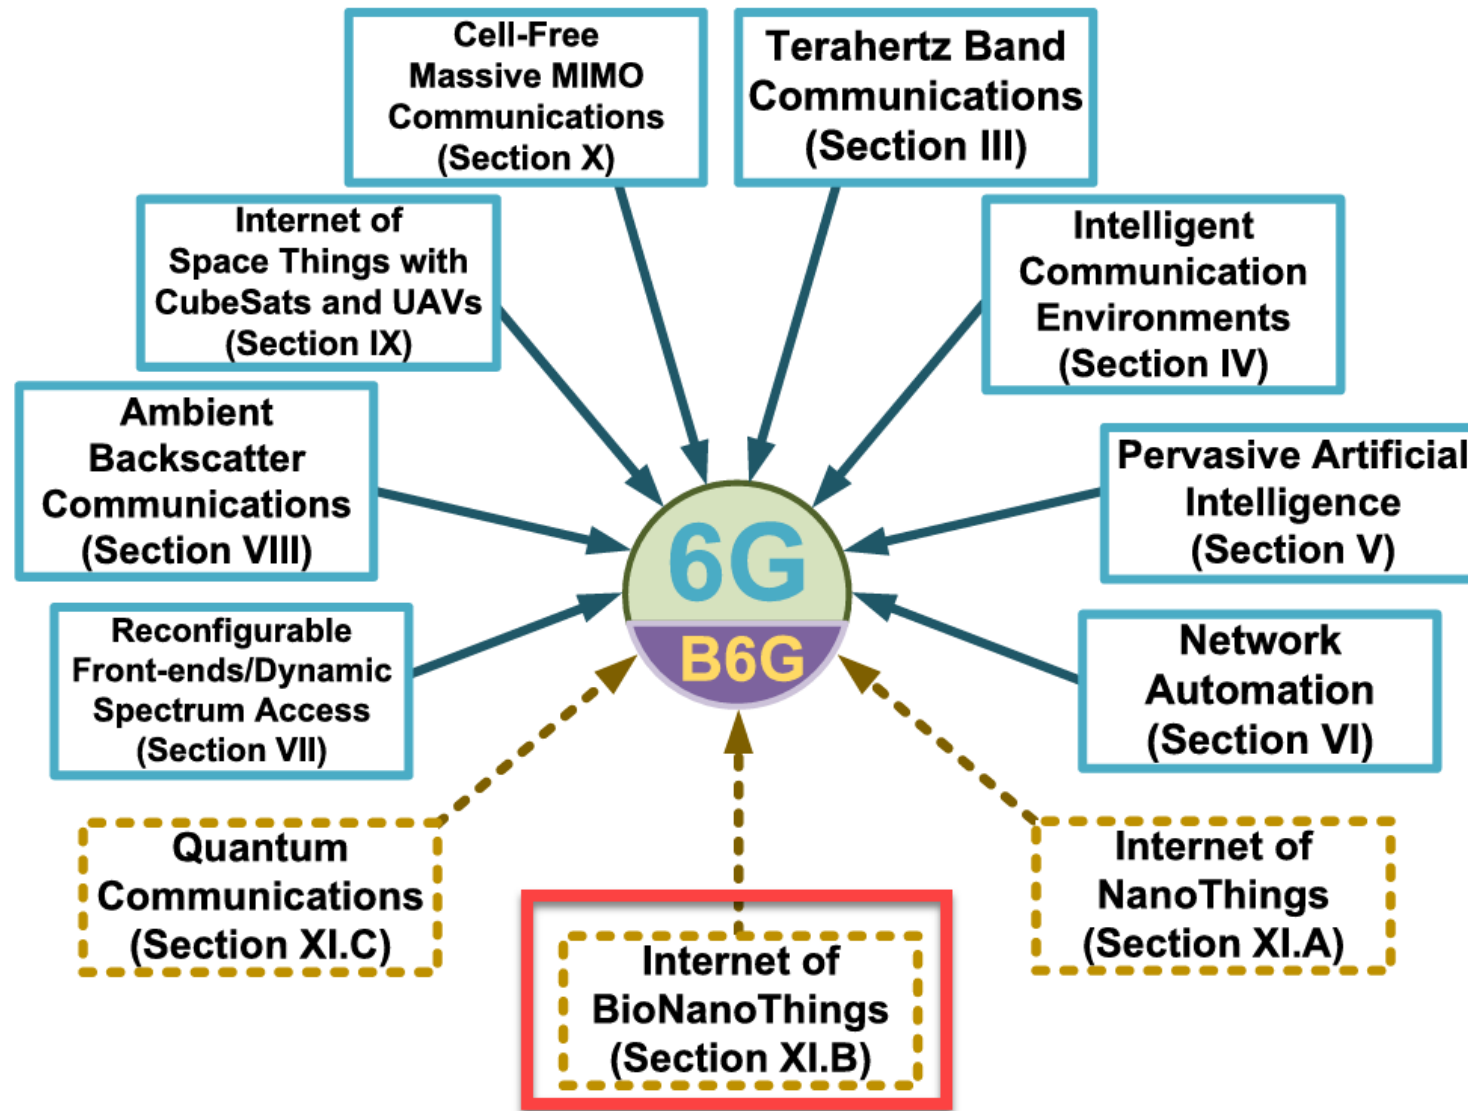 Cell-Free
Massive MIMO
Communications
(Section X)
Terahertz Band
Communications
(Section III)
Internet of
Space Things with
CubeSats and UAVs
(Section IX)
Intelligent
Communication
Environments
(Section IV)
Ambient
Backscatter
Communications
(Section VIII)
Pervasive Artificial
Intelligence
(Section V)
6G
B6G
Reconfigurable
Front-ends/Dynamic
Spectrum Access
(Section VII)
Network
Automation
(Section VI)
Quantum
Communications
(Section XI.C)
Internet of
BioNanoThings
(Section XI.B)
Internet of
NanoThings
(Section XI.A)